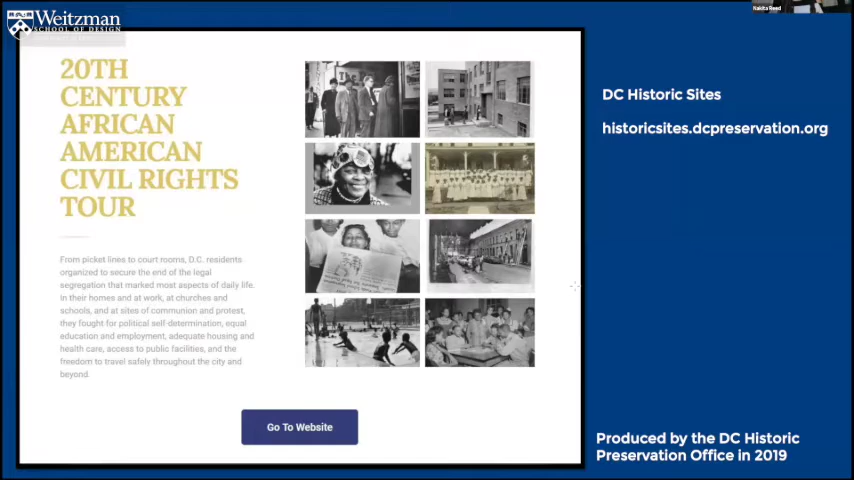 Weitzman
SCHOOL OF DESIGN
Nakita Reed
20TH
CENTURY
AFRICAN
AMERICAN
CIVIL RIGHTS
TOUR
From picket lines to court rooms, D.C. residents
organized to secure the end of the legal
segregation that marked most aspects of daily life.
In their homes and at work, at churches and
schools, and at sites of communion and protest,
they fought for political self-determination, equal
education and employment, adequate housing and
health care, access to public facilities, and the
freedom to travel safely throughout the city and
beyond.
Go To Website
DC Historic Sites
historicsites.dcpreservation.org
Produced by the DC Historic
Preservation Office in 2019